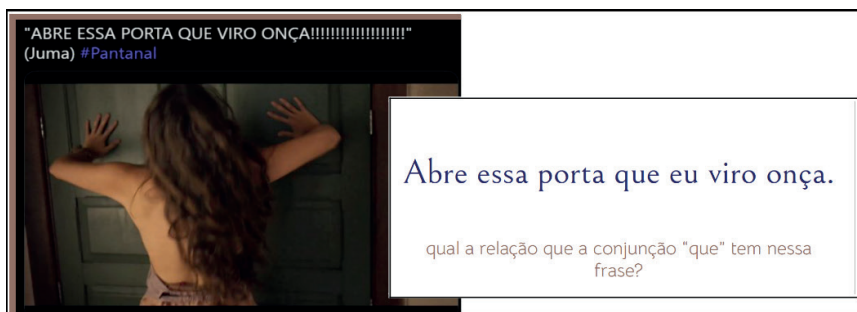 "ABRE ESSA PORTA QUE VIRO ONÇA!!!!!!!!!!!!!!!!!!!"
(Juma) #Pantanal
Abre essa porta que eu viro onça.
qual a relação que a conjunção "que" tem nessa
frase?